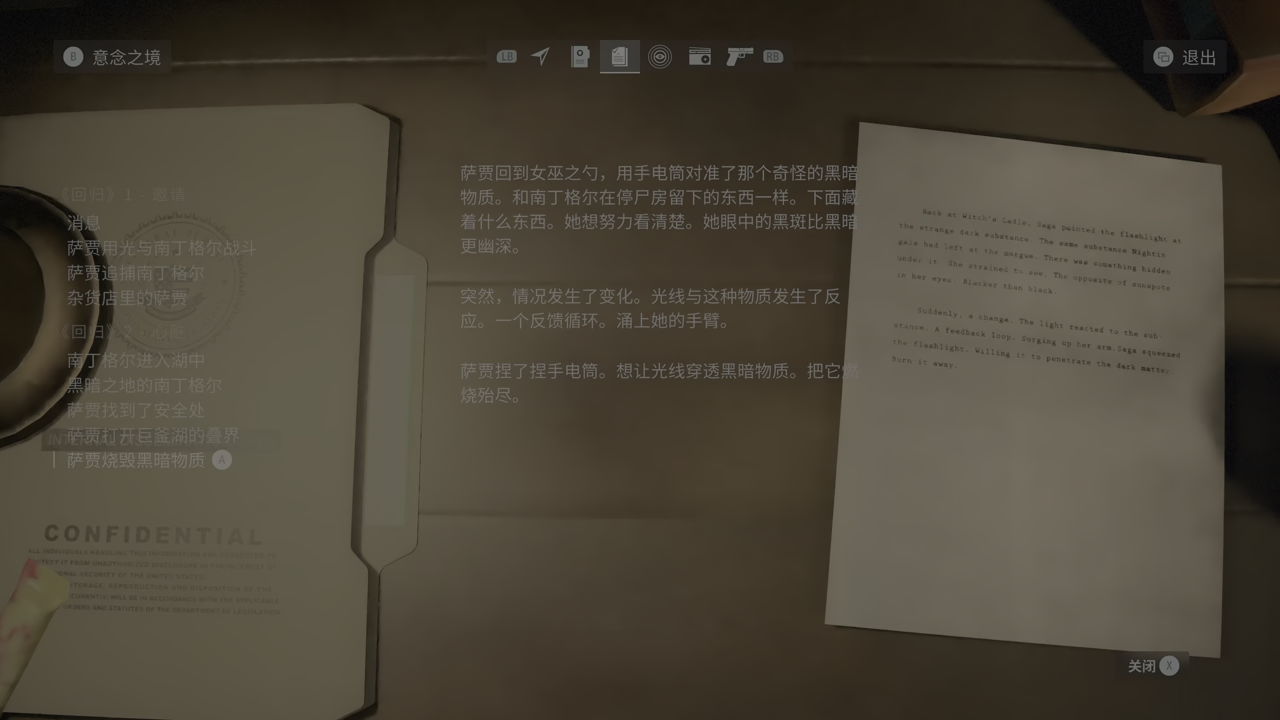 B 意念之境
LB
RB
退出
《回归》1 - 邀请
消息
萨贾用光与南丁格尔战斗
萨贾追捕南丁格尔
杂货店里的萨贾
《回归》2 - 心脏
南丁格尔进入湖中
黑暗之地的南丁格尔
萨贾找到了安全处
萨贾打开巨釜湖的叠界
萨贾烧毁黑暗物质 A
CONFIDENTIAL
萨贾回到女巫之勺，用手电筒对准了那个奇怪的黑暗
物质。和南丁格尔在停尸房留下的东西一样。下面藏
着什么东西。她想努力看清楚。她眼中的黑斑比黑暗
更幽深。
突然，情况发生了变化。光线与这种物质发生了反
应。一个反馈循环。涌上她的手臂。
萨贾捏了捏手电筒。想让光线穿透黑暗物质。把它燃
烧殆尽。
Back at Witch's Ladle, Saga pointed the flashlight at
the strange dark substance. The same substance Nightin
gale had left at the morgue. There was something hidden
under it. She strained to see. The opposite of sunspots
in her eyes. Blacker than black.
Suddenly, a change. The light reacted to the sub-
stance. A feedback loop. Surging up her arm. Saga squeezed
the flashlight. Willing it to penetrate the dark matter.
Burn it away.
关闭 X